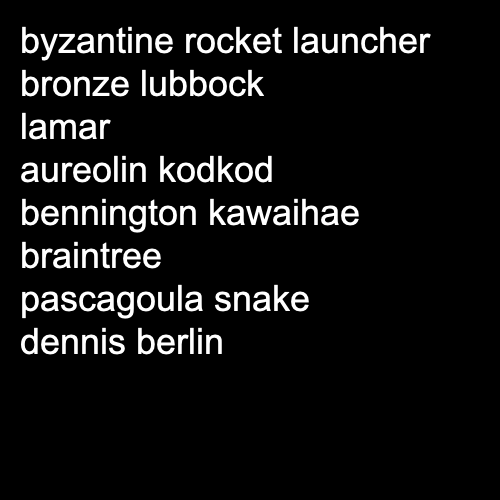 byzantine rocket launcher
bronze lubbock
lamar
aureolin kodkod
bennington kawaihae
braintree
pascagoula snake
dennis berlin